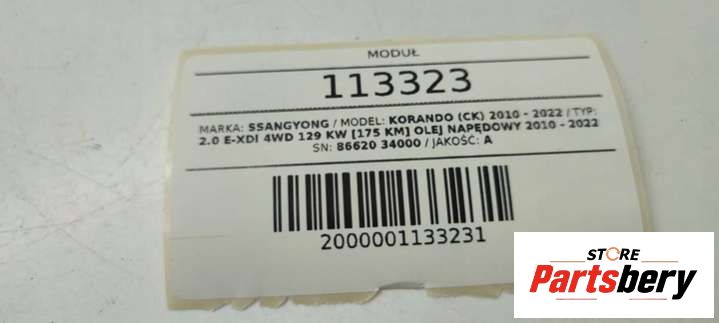 MODUŁ
113323
MARKA: SSANGYONG / MODEL: KORANDO (CK) 2010 - 2022 / TYP:
2.0 E-XDI 4WD 129 KW [175 KM] OLEJ NAPĘDOWY 2010 - 2022
SN: 86620 34000 / JAKOŚĆ: A
2000001133231
STORE
Partsbery